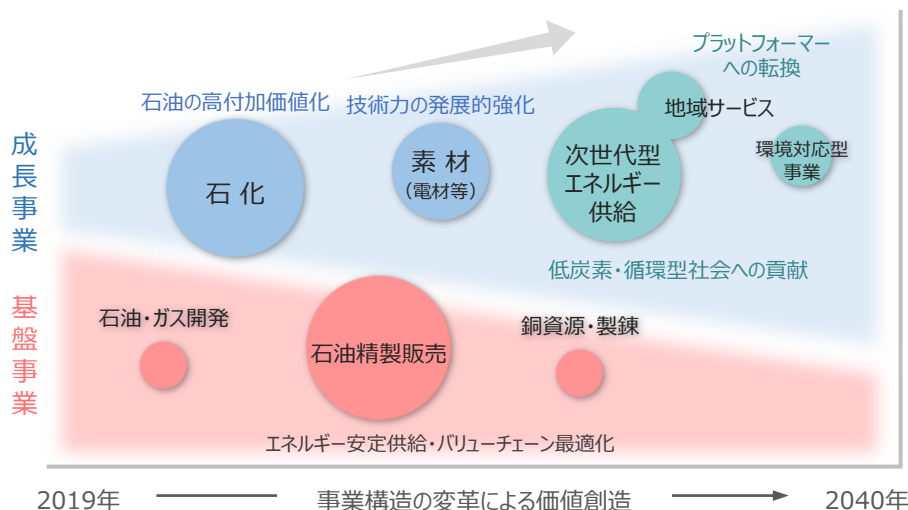 プラットフォーマー
への転換
石油の高付加価値化
技術力の発展的強化
地域サービス
成長事業
石 化
素 材
（電材等）
次世代型
エネルギー
供給
環境対応型
事業
低炭素・循環型社会への貢献
基盤事業
石油・ガス開発
石油精製販売
銅資源・製錬
エネルギー安定供給・バリューチェーン最適化
2019年
事業構造の変革による価値創造
2040年